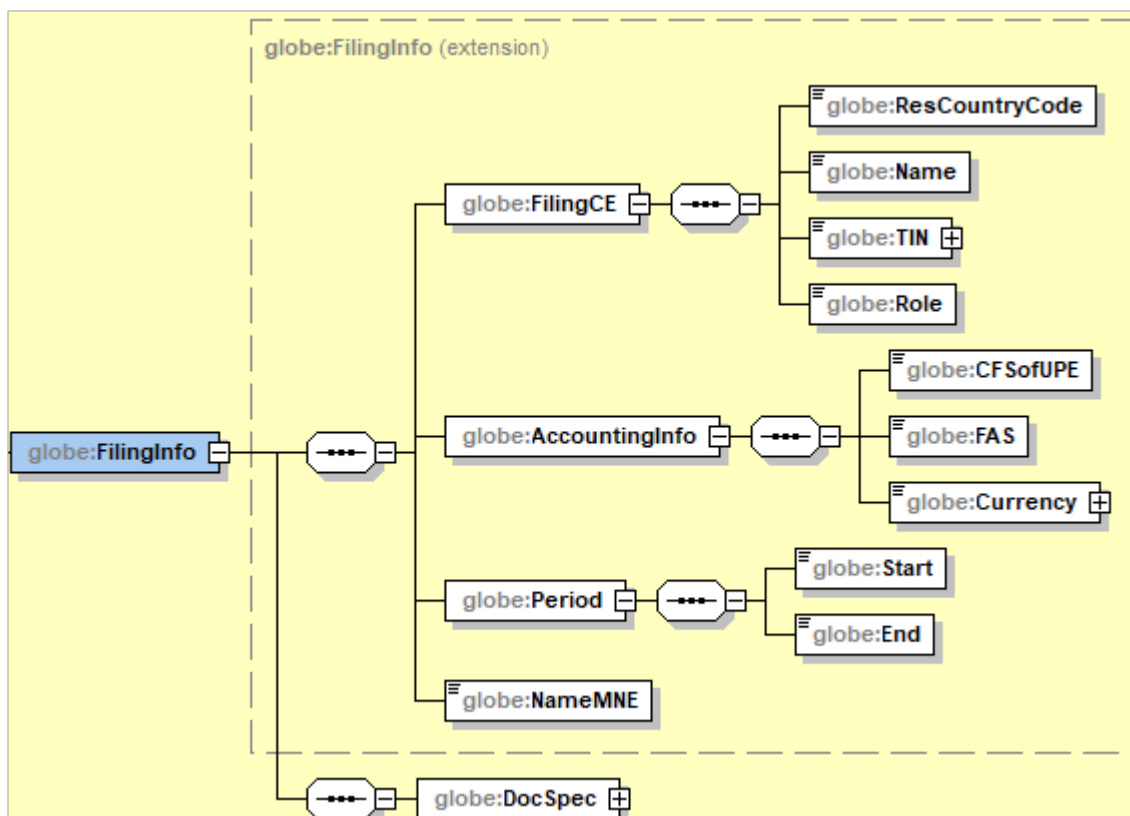 globe:FilingInfo (extension)
globe:ResCountryCode
globe:Name
globe:FilingCE
globe:TIN
globe:Role
globe:CFSofUPE
globe:AccountingInfo
globe:FAS
globe:FilingInfo
globe:Currency
globe:Start
globe:Period
globe:End
globe:NameMNE
globe:DocSpec